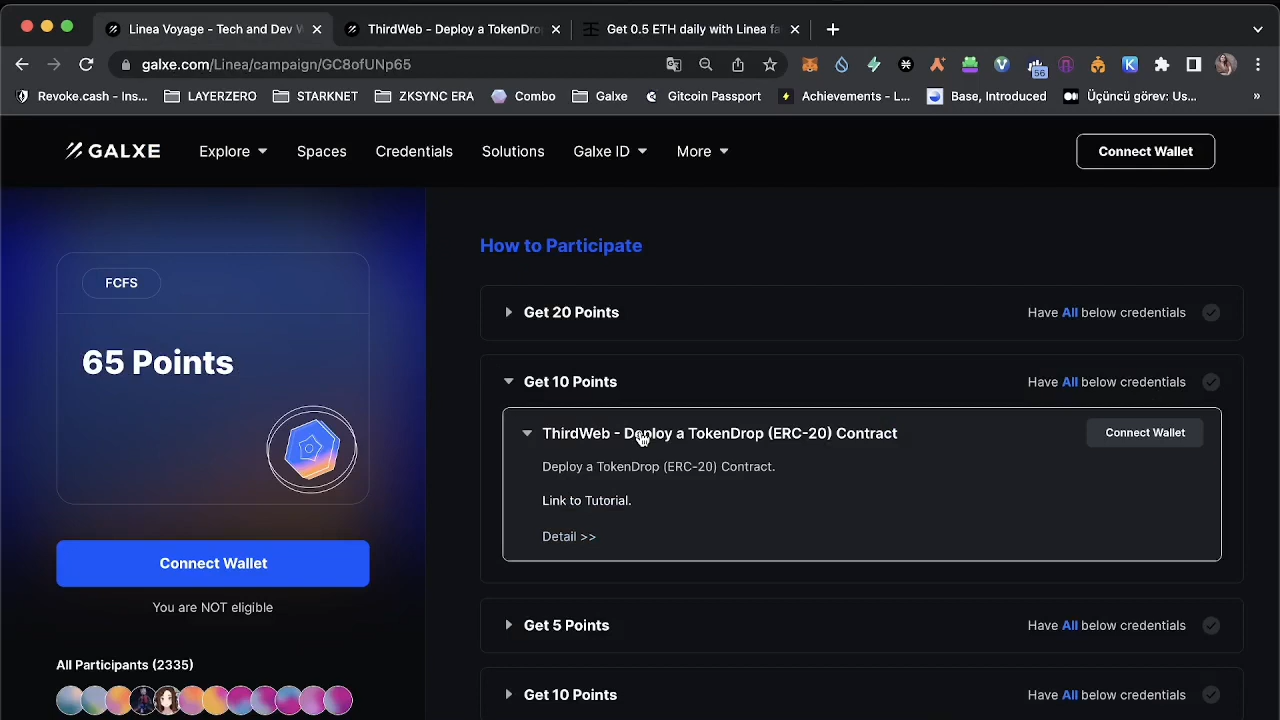 Linea Voyage - Tech and Dev V
ThirdWeb - Deploy a TokenDro
Get 0.5 ETH daily with Linea fa
galxe.com/Linea/campaign/GC8ofUNp65
56
Revoke.cash - Ins...
LAYERZERO
STARKNET
ZKSYNC ERA
Combo
Galxe
Gitcoin Passport
Achievements - L...
Base, Introduced
Üçüncü görev: Us...
»
GALXE
Explore
Spaces
Credentials
Solutions
Galxe ID
More
Connect Wallet
FCFS
65 Points
Connect Wallet
You are NOT eligible
All Participants (2335)
How to Participate
Get 20 Points
Have All below credentials
Get 10 Points
Have All below credentials
ThirdWeb - Deploy a TokenDrop (ERC-20) Contract
Connect Wallet
Deploy a TokenDrop (ERC-20) Contract.
Link to Tutorial.
Detail >>
Get 5 Points
Have All below credentials
Get 10 Points
Have All below credentials